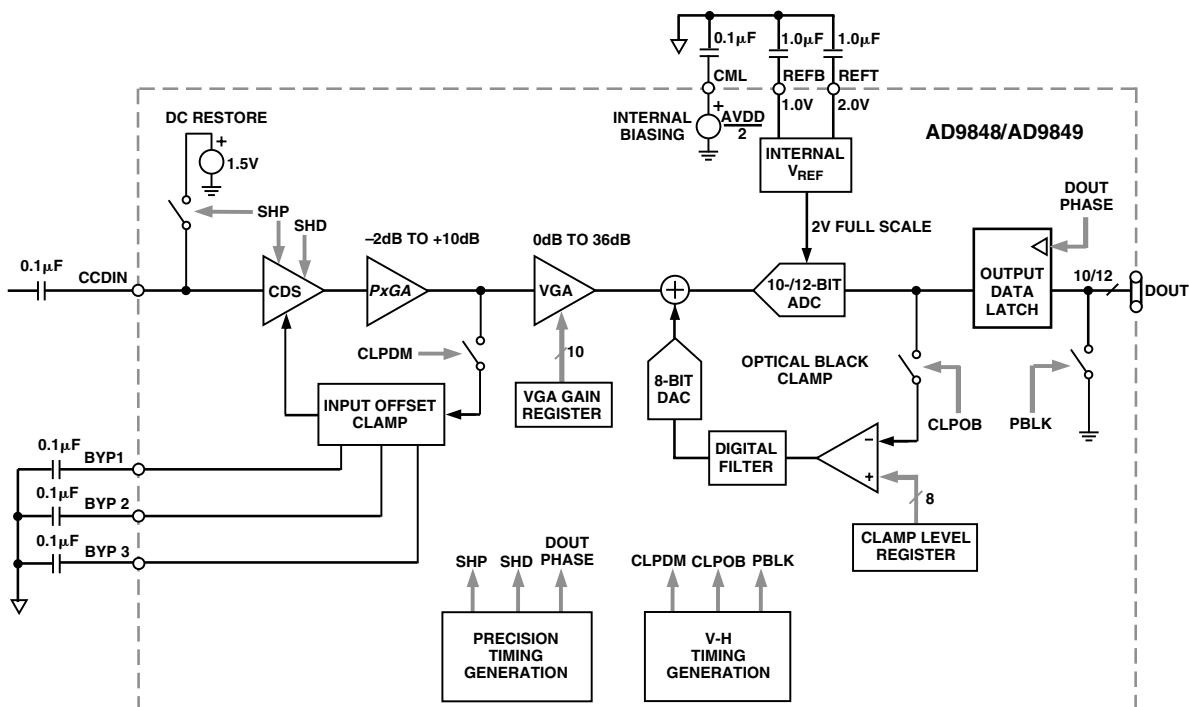 0.1μF
1.0μF
1.0μF
CML
REFB
REFT
1.0V
2.0V
DC RESTORE
INTERNAL
BIASING
+
AVDD
2
AD9848/AD9849
+
1.5V
INTERNAL
VREF
SHP
SHD
DOUT
PHASE
–2dB TO +10dB
0dB TO 36dB
2V FULL SCALE
0.1μF
CCDIN
CDS
PxGA
VGA
+
10-/12-BIT
ADC
OUTPUT
DATA
LATCH
10/12
DOUT
CLPDM
10
8-BIT
DAC
OPTICAL BLACK
CLAMP
INPUT OFFSET
CLAMP
VGA GAIN
REGISTER
CLPOB
PBLK
0.1μF
BYP1
DIGITAL
FILTER
–
+
8
0.1μF
BYP 2
0.1μF
BYP 3
CLAMP LEVEL
REGISTER
SHP
SHD
DOUT
PHASE
CLPDM
CLPOB
PBLK
PRECISION
TIMING
GENERATION
V-H
TIMING
GENERATION